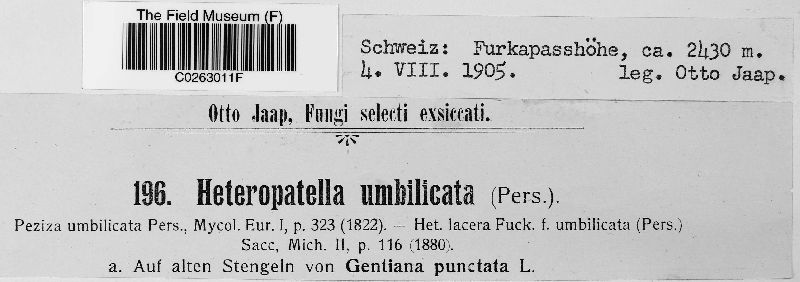 The Field Museum (F)
C0263011F
Schweiz: Furkapasshöhe, ca. 2430 m.
4. VIII. 1905. leg. Otto Jaap.
Otto Jaap, Fungi selecti exsiccati.
196. Heteropatella umbilicata (Pers.).
Peziza umbilicata Pers., Mycol. Eur. I, p. 323 (1822). — Het. lacera Fuck. f. umbilicata (Pers.)
Sacc, Mich. II, p. 116 (1880).
a. Auf alten Stengeln von Gentiana punctata L.